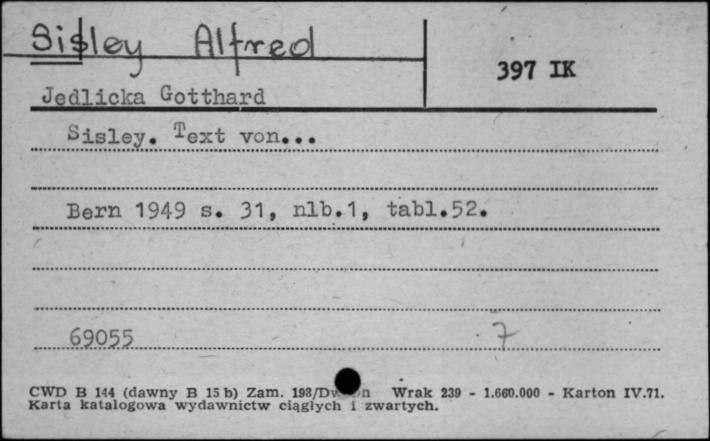 Sisley Alfred
397 IK
Jedlicka Gotthard
Sisley. Text von...
Bern 1949 s. 31, nlb.1, tabl.52.
69055 7
CWD B 144 (dawny B 15 b) Zam. 198/ Wrak 239 - 1.660.000 - Karton IV.71.
Karta katalogowa wydawnictw ciągłych i zwartych.